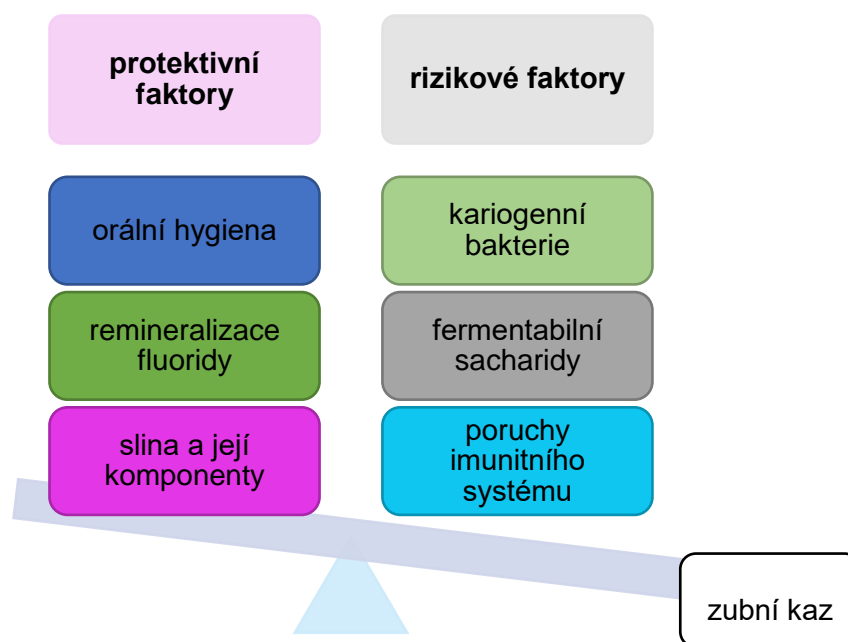 protektivní
faktory
rizikové faktory
orální hygiena
kariogenní
bakterie
remineralizace
fluoridy
fermentabilní
sacharidy
slina a její
komponenty
poruchy
imunitního
systému
zubní kaz